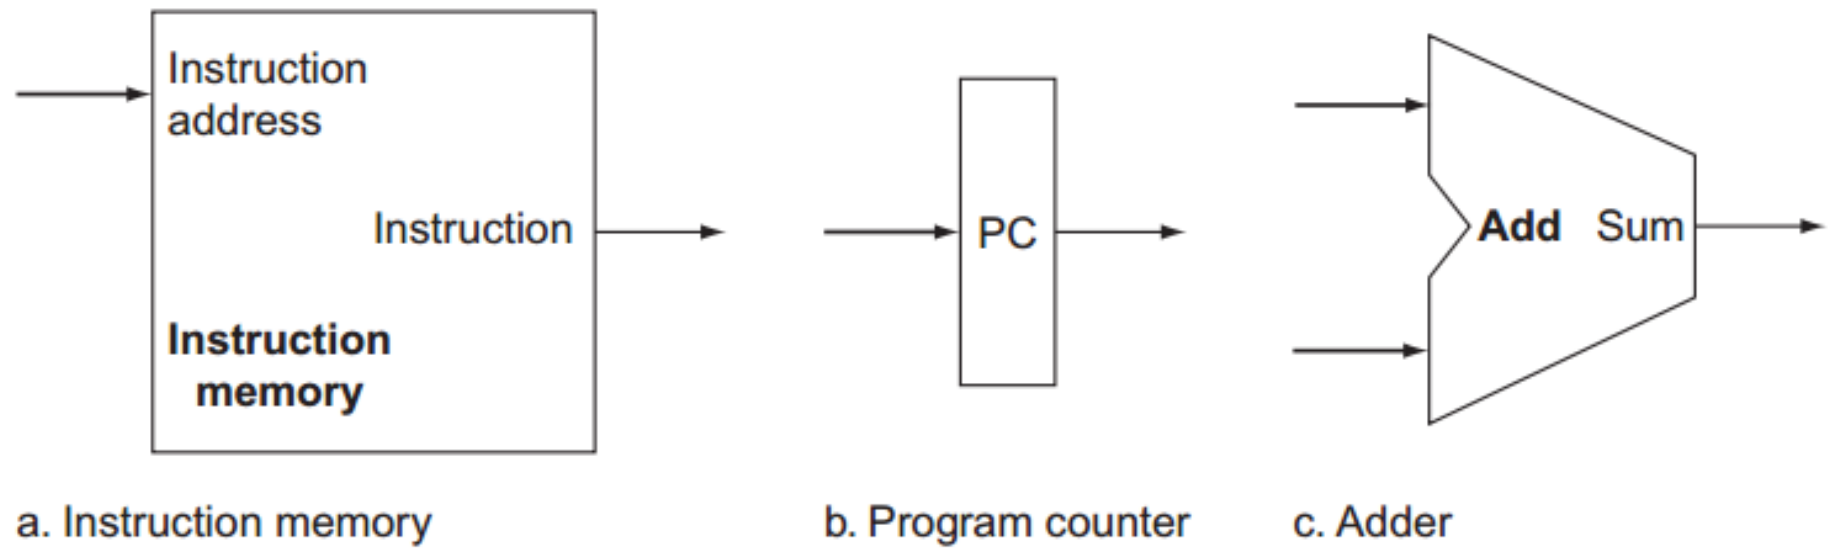 Instruction
address
Instruction
Instruction
memory
PC
Add Sum
a. Instruction memory
b. Program counter
c. Adder